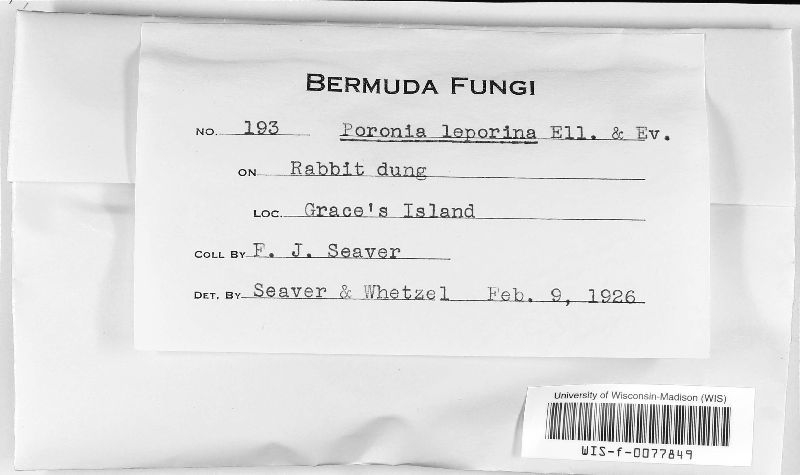 BERMUDA FUNGI
NO. 193 Poronia leporina Ell. & Ev.
ON Rabbit dung
LOC. Grace's Island
COLL BY F. J. Seaver
DET. BY Seaver & Whetzel Feb. 9, 1926
University of Wisconsin-Madison (WIS)
WIS-f-0077849